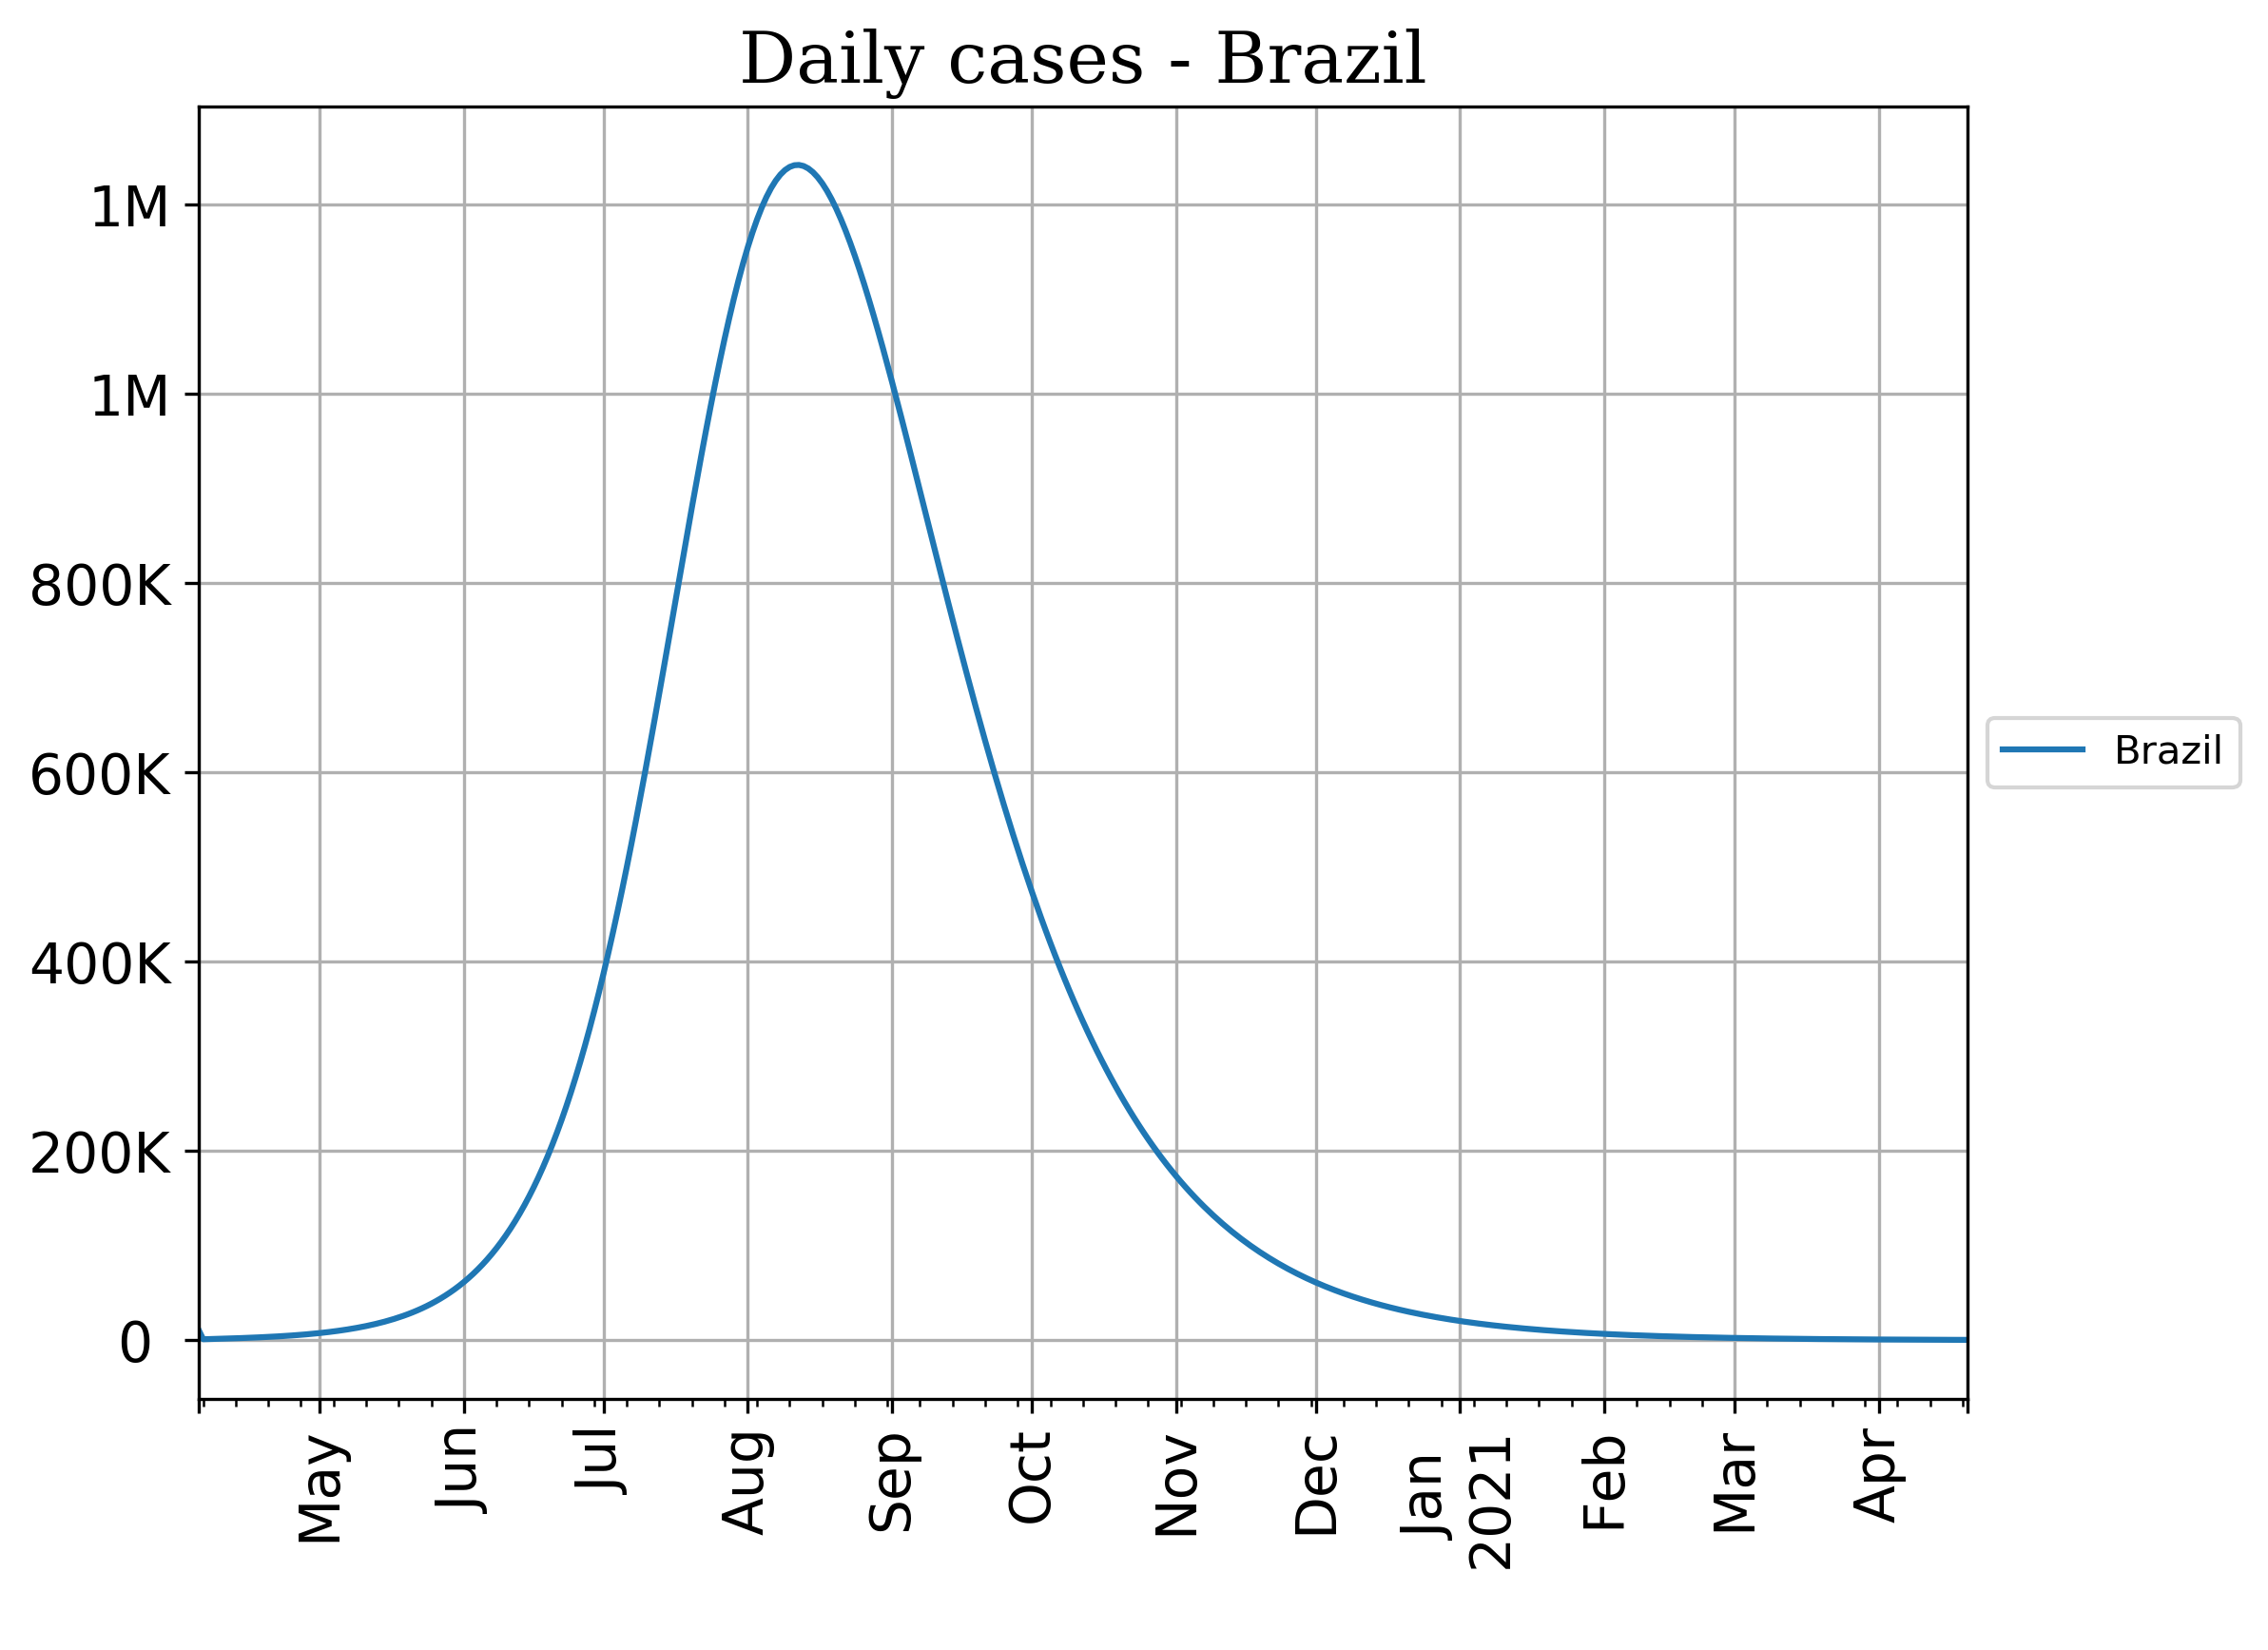 Daily cases - Brazil
1M
1M
800K
600K
400K
200K
0
Brazil
May
Jun
Jul
Aug
Sep
Oct
Nov
Dec
Jan
2021
Feb
Mar
Apr